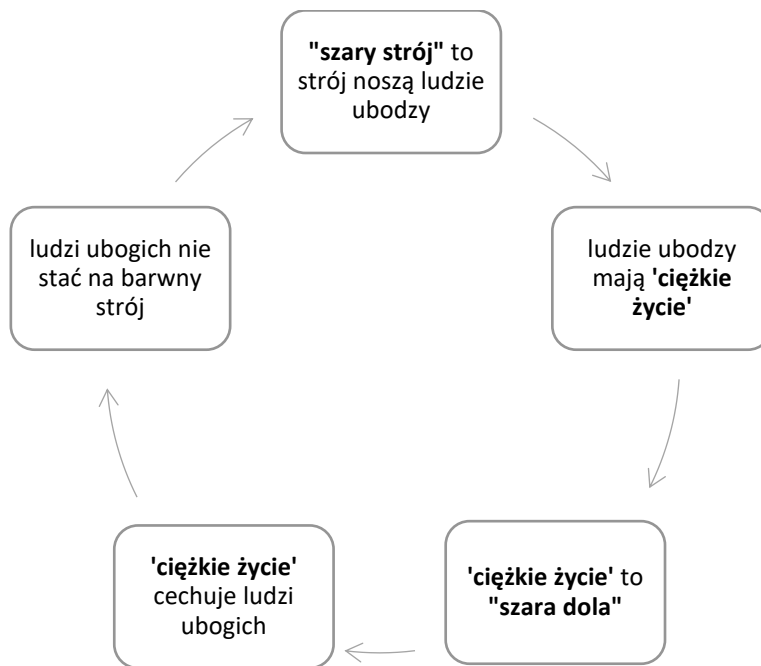 "szary strój" to
strój noszą ludzie
ubodzy
ludzie ubodzy
mają 'ciężkie
życie'
'ciężkie życie' to
"szara dola"
'ciężkie życie'
cechuje ludzi
ubogich
ludzi ubogich nie
stać na barwny
strój